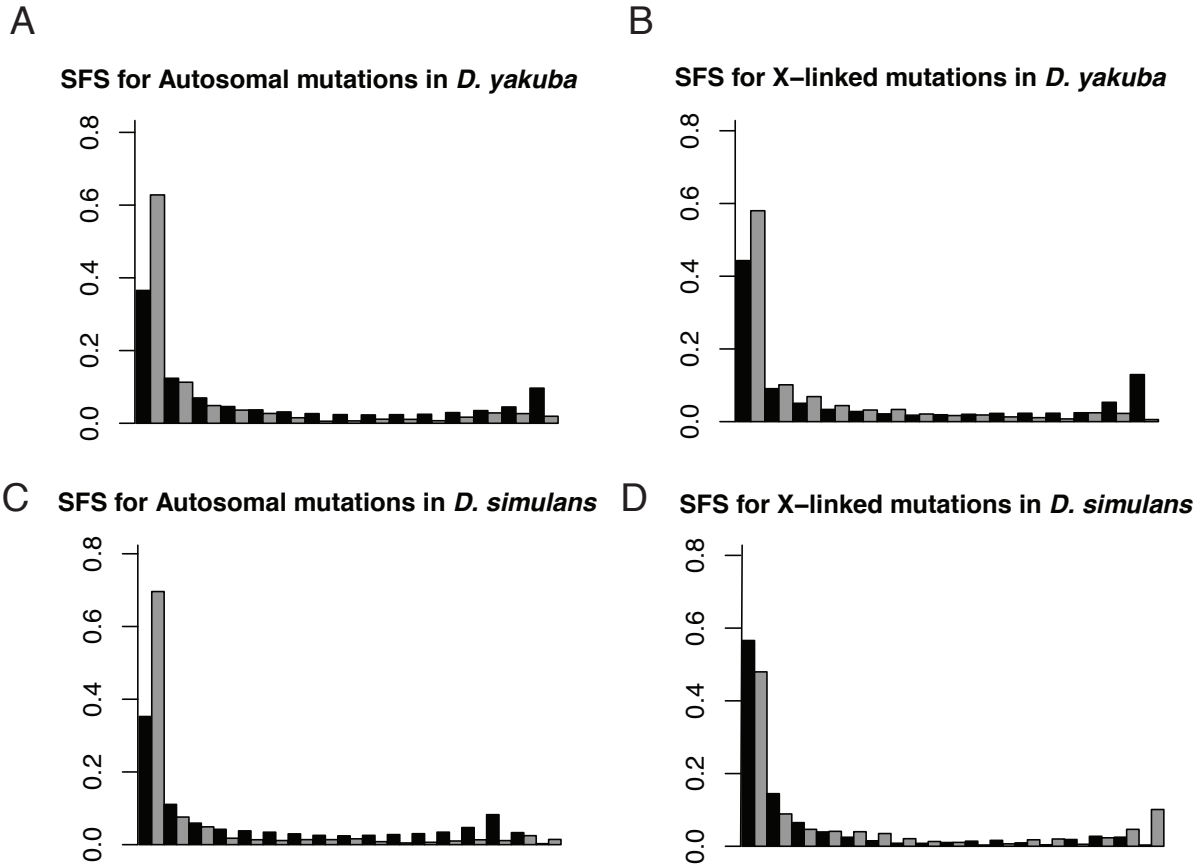 A
SFS for Autosomal mutations in D. yakuba
0.8
0.6
0.4
0.2
0.0
B
SFS for X−linked mutations in D. yakuba
0.8
0.6
0.4
0.2
0.0
C
SFS for Autosomal mutations in D. simulans
0.8
0.6
0.4
0.2
0.0
D
SFS for X−linked mutations in D. simulans
0.8
0.6
0.4
0.2
0.0